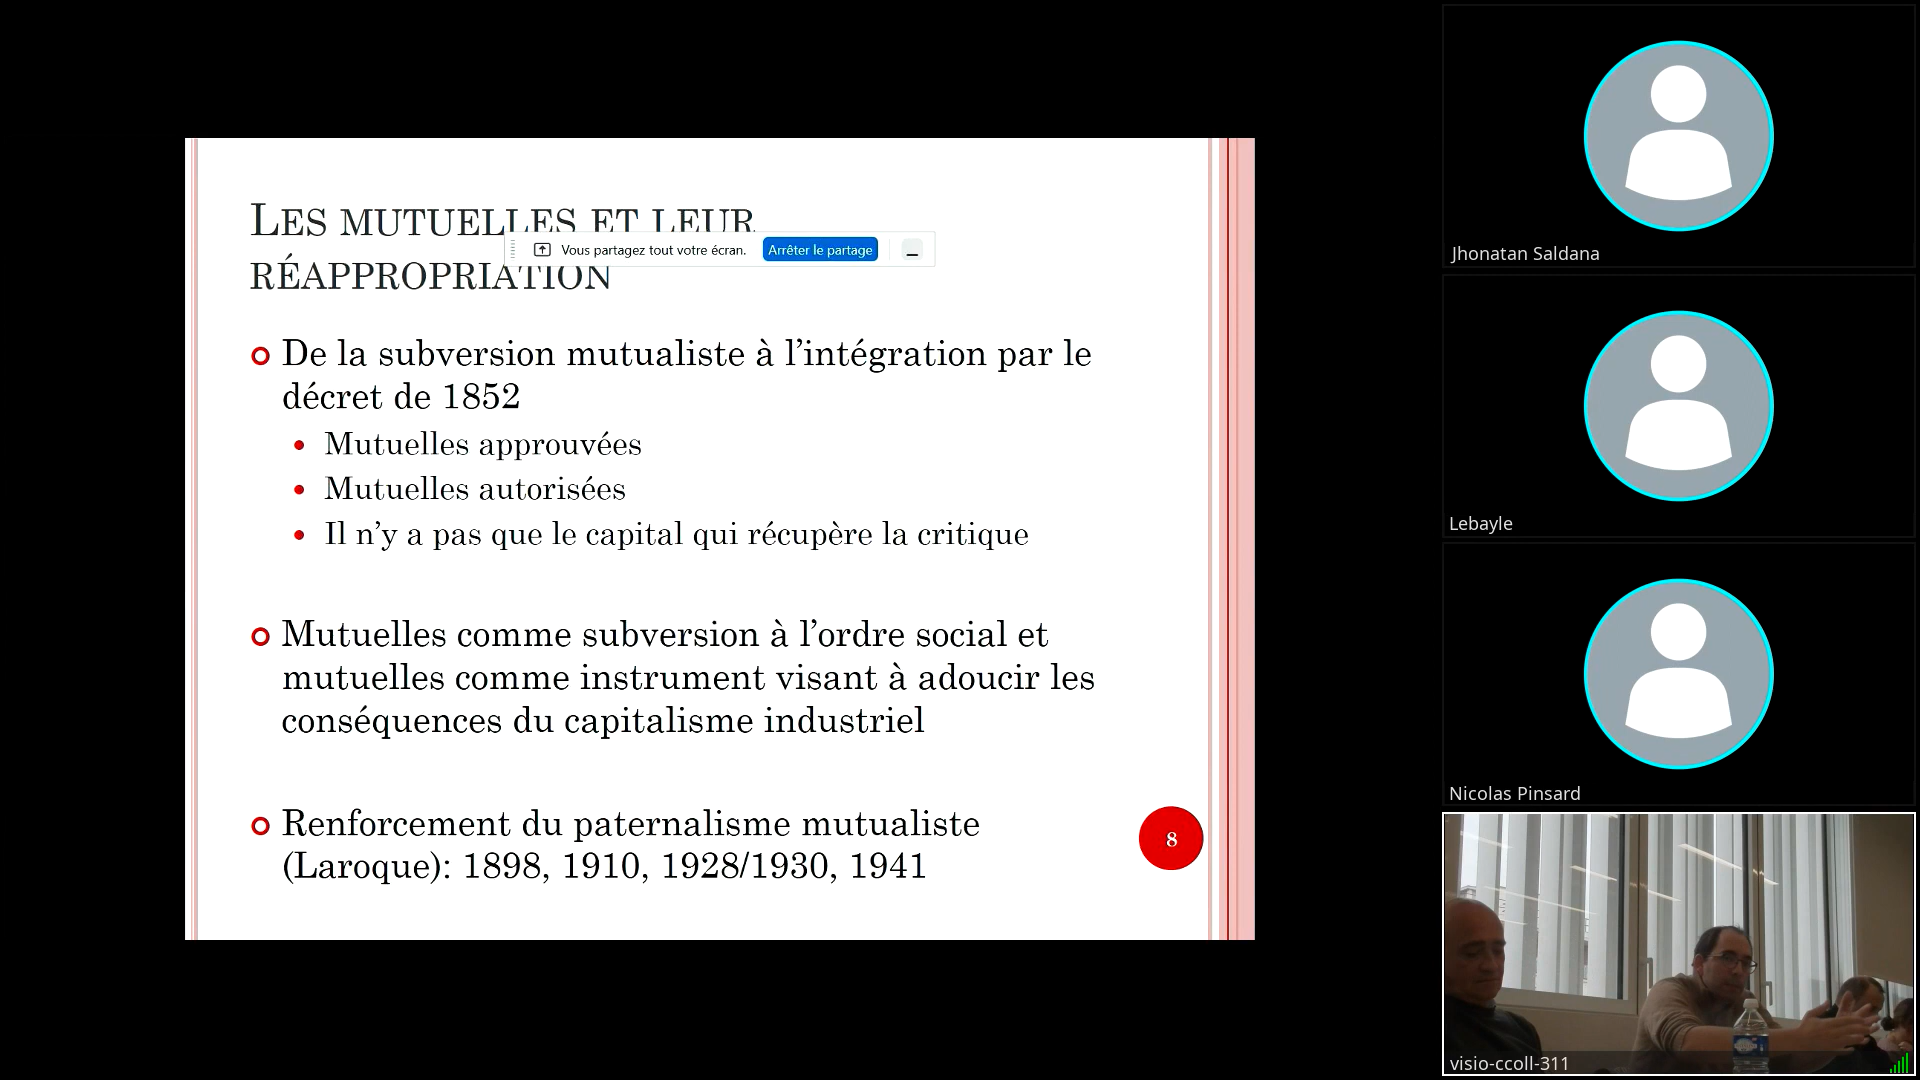 LES MUTUELLES ET LEUR
RÉAPPROPRIATION
Vous partagez tout votre écran. Arrêter le partage
De la subversion mutualiste à l’intégration par le
décret de 1852
Mutuelles approuvées
Mutuelles autorisées
Il n’y a pas que le capital qui récupère la critique
Mutuelles comme subversion à l’ordre social et
mutuelles comme instrument visant à adoucir les
conséquences du capitalisme industriel
Renforcement du paternalisme mutualiste
(Laroque): 1898, 1910, 1928/1930, 1941
8
Jhonatan Saldana
Lebayle
Nicolas Pinsard
visio-ccoll-311